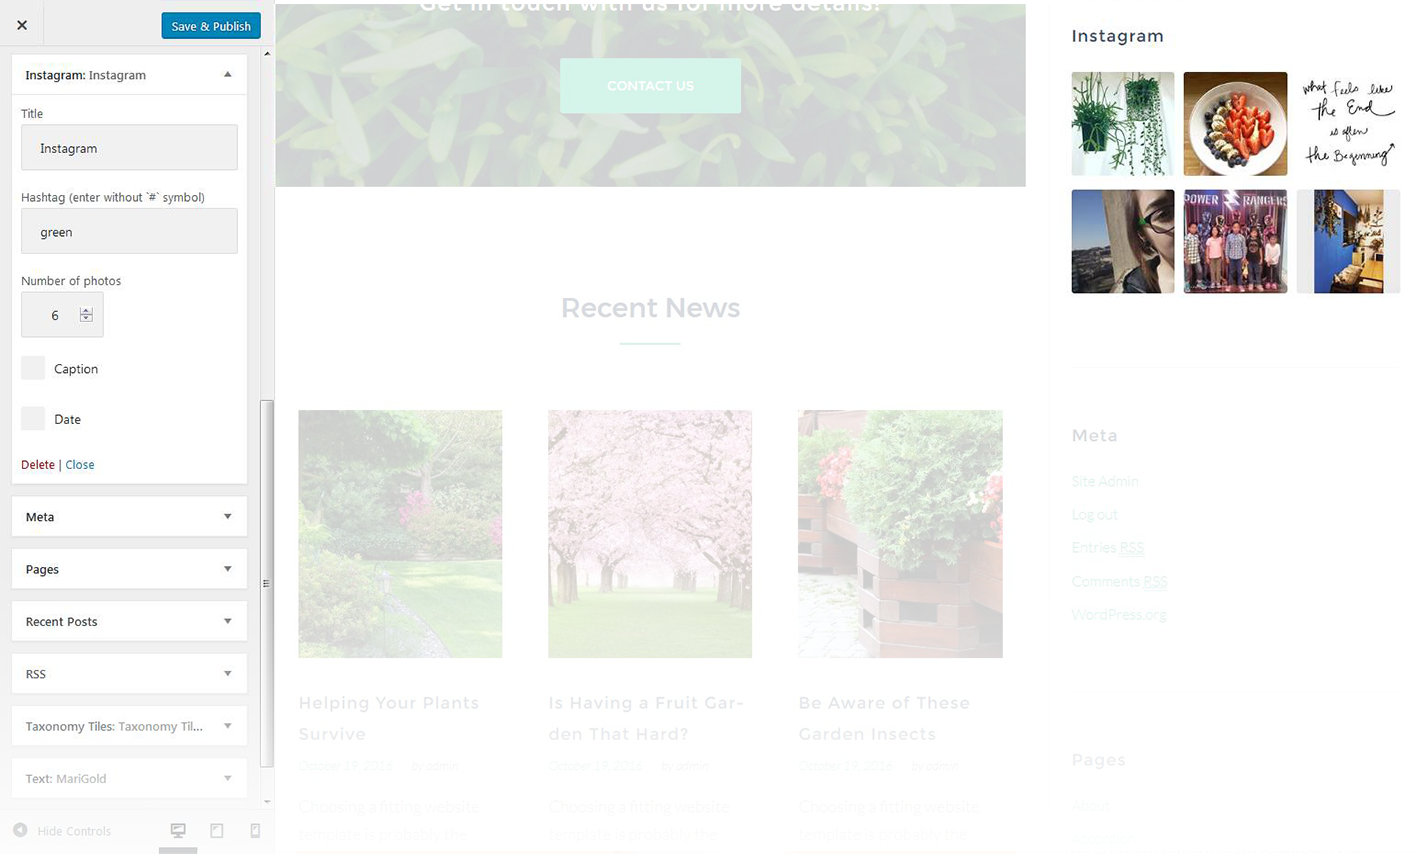 Save & Publish
Instagram: Instagram
Title
Instagram
Hashtag (enter without `#` symbol)
green
Number of photos
6
Caption
Date
Delete | Close
Meta
Pages
Recent Posts
RSS
Taxonomy Tiles: Taxonomy Til...
Text: MariGold
Hide Controls
Get in touch with us for more details!
CONTACT US
Recent News
Helping Your Plants
Survive
October 19, 2016 by admin
Choosing a fitting website
template is probably the
Is Having a Fruit Gar-
den That Hard?
October 19, 2016 by admin
Choosing a fitting website
template is probably the
Be Aware of These
Garden Insects
October 19, 2016 by admin
Choosing a fitting website
template is probably the
Instagram
what feels like
the End
is often
the Beginning
POWER RANGERS
Meta
Site Admin
Log out
Entries RSS
Comments RSS
WordPress.org
Pages
About